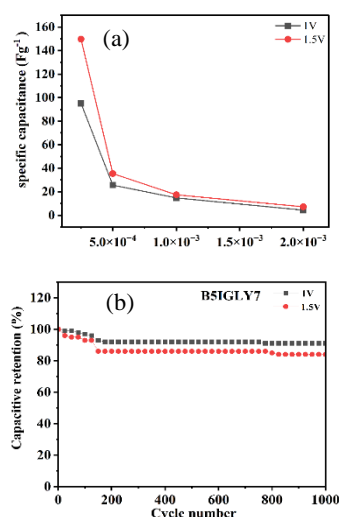 (a)
1V
1.5V
specific capacitance (Fg⁻¹)
160
140
120
100
80
60
40
20
0
5.0×10⁻⁴ 1.0×10⁻³ 1.5×10⁻³ 2.0×10⁻³
(b)
B5IGLY7
1V
1.5V
Capacitive retention (%)
120
100
80
60
40
20
0
0 200 400 600 800 1000
Cycle number